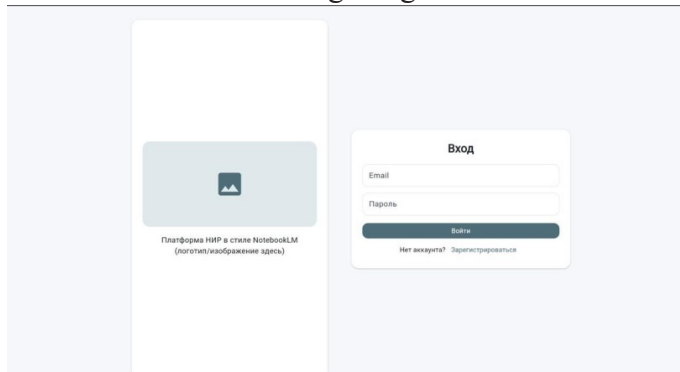 Платформа НИР в стиле NotebookLM
(логотип/изображение здесь)
Вход
Email
Пароль
Войти
Нет аккаунта? Зарегистрироваться